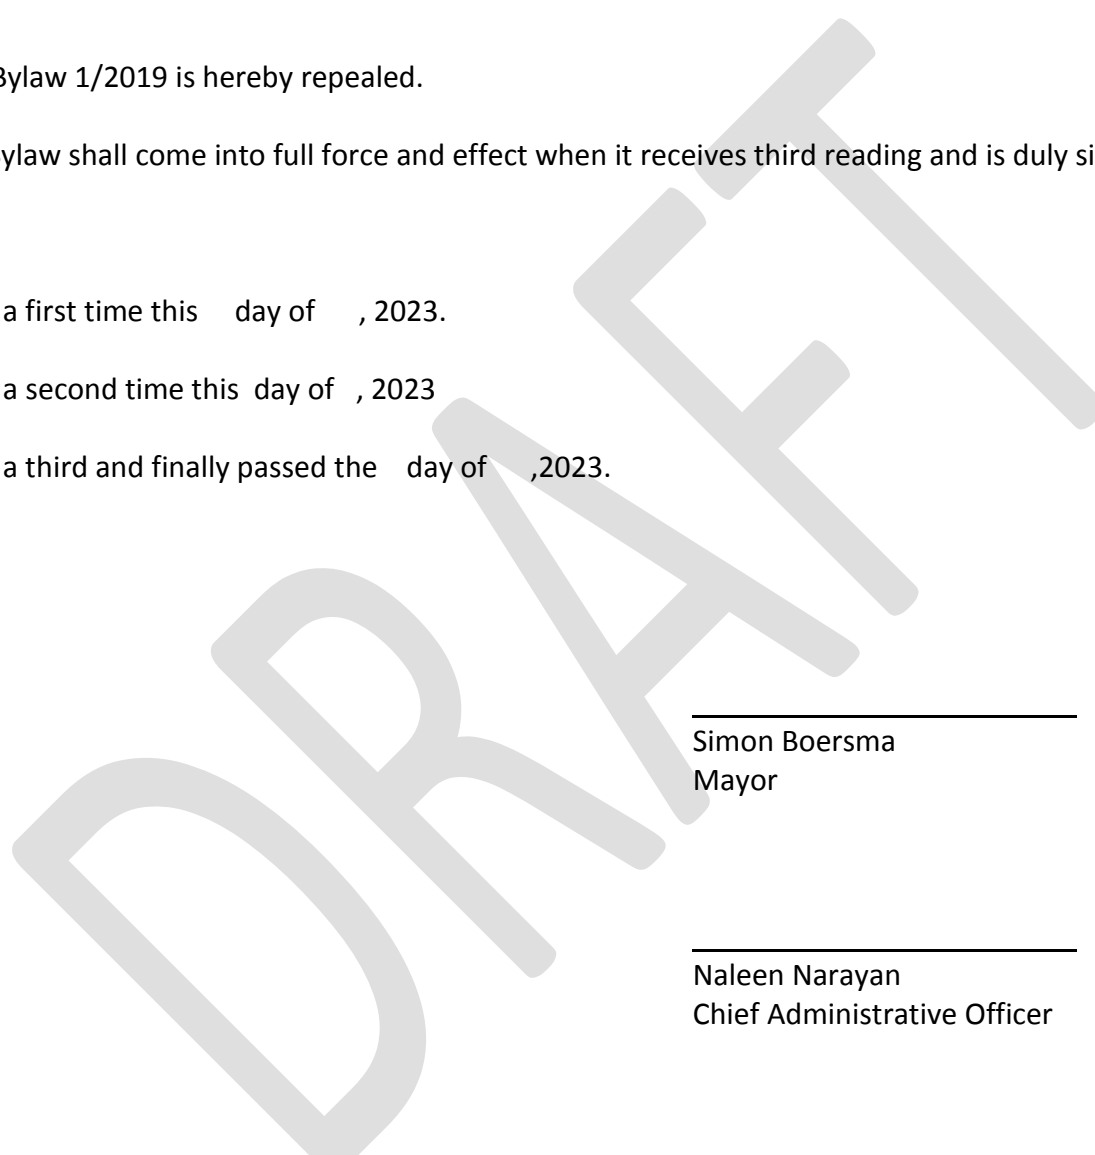 Bylaw 1/2019 is hereby repealed.
ylaw shall come into full force and effect when it receives third reading and is duly si
a first time this day of , 2023.
a second time this day of , 2023
a third and finally passed the day of ,2023.
DRAFT
Simon Boersma
Mayor
Naleen Narayan
Chief Administrative Officer